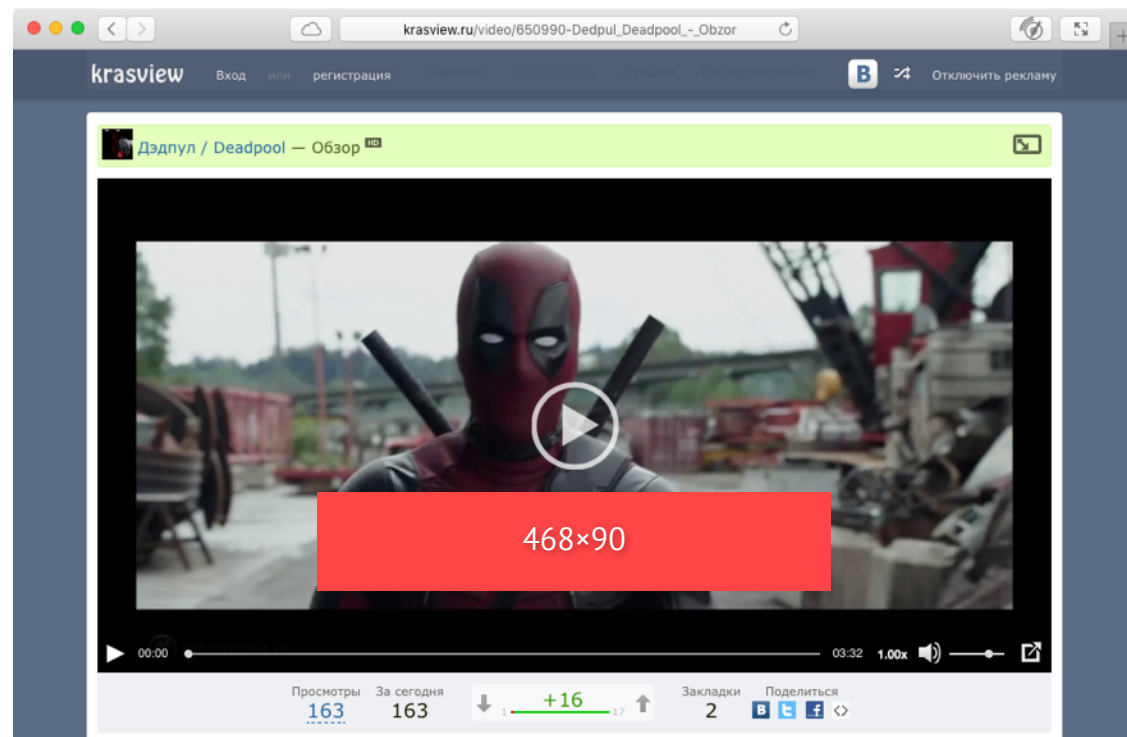 krasview.ru/video/650990-Dedpul_Deadpool_-_Obzor
krasview Вход или регистрация В Отключить рекламу
Дэдпул / Deadpool — Обзор HD
468×90
00:00 03:32 1.00x
Просмотры За сегодня Закладки Поделиться
163 163 1 +16 17 2 В